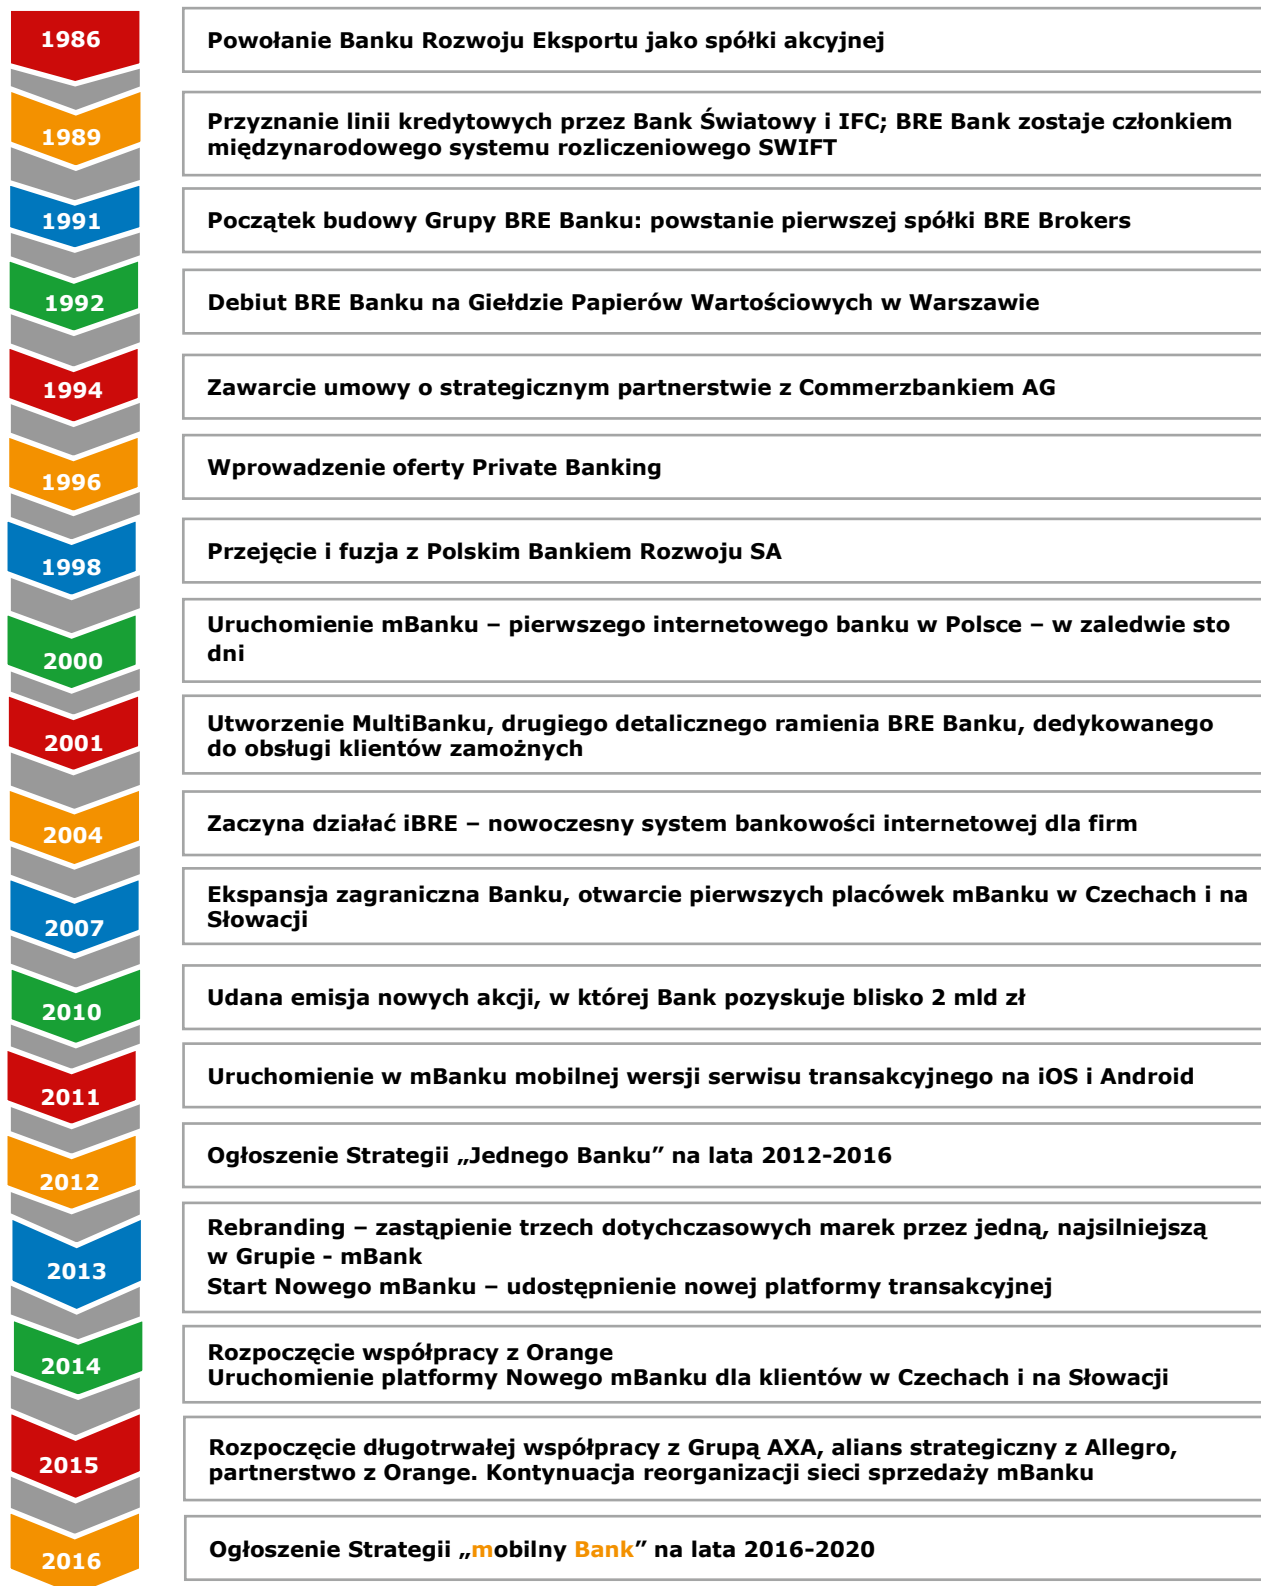 1986
Powołanie Banku Rozwoju Eksportu jako spółki akcyjnej
1989
Przyznanie linii kredytowych przez Bank Światowy i IFC; BRE Bank zostaje członkiem
międzynarodowego systemu rozliczeniowego SWIFT
1991
Początek budowy Grupy BRE Banku: powstanie pierwszej spółki BRE Brokers
1992
Debiut BRE Banku na Giełdzie Papierów Wartościowych w Warszawie
1994
Zawarcie umowy o strategicznym partnerstwie z Commerzbankiem AG
1996
Wprowadzenie oferty Private Banking
1998
Przejęcie i fuzja z Polskim Bankiem Rozwoju SA
2000
Uruchomienie mBanku – pierwszego internetowego banku w Polsce – w zaledwie sto
dni
2001
Utworzenie MultiBanku, drugiego detalicznego ramienia BRE Banku, dedykowanego
do obsługi klientów zamożnych
2004
Zaczyna działać iBRE – nowoczesny system bankowości internetowej dla firm
2007
Ekspansja zagraniczna Banku, otwarcie pierwszych placówek mBanku w Czechach i na
Słowacji
2010
Udana emisja nowych akcji, w której Bank pozyskuje blisko 2 mld zł
2011
Uruchomienie w mBanku mobilnej wersji serwisu transakcyjnego na iOS i Android
2012
Ogłoszenie Strategii „Jednego Banku” na lata 2012-2016
2013
Rebranding – zastąpienie trzech dotychczasowych marek przez jedną, najsilniejszą
w Grupie - mBank
Start Nowego mBanku – udostępnienie nowej platformy transakcyjnej
2014
Rozpoczęcie współpracy z Orange
Uruchomienie platformy Nowego mBanku dla klientów w Czechach i na Słowacji
2015
Rozpoczęcie długotrwałej współpracy z Grupą AXA, alians strategiczny z Allegro,
partnerstwo z Orange. Kontynuacja reorganizacji sieci sprzedaży mBanku
2016
Ogłoszenie Strategii „mobilny Bank” na lata 2016-2020